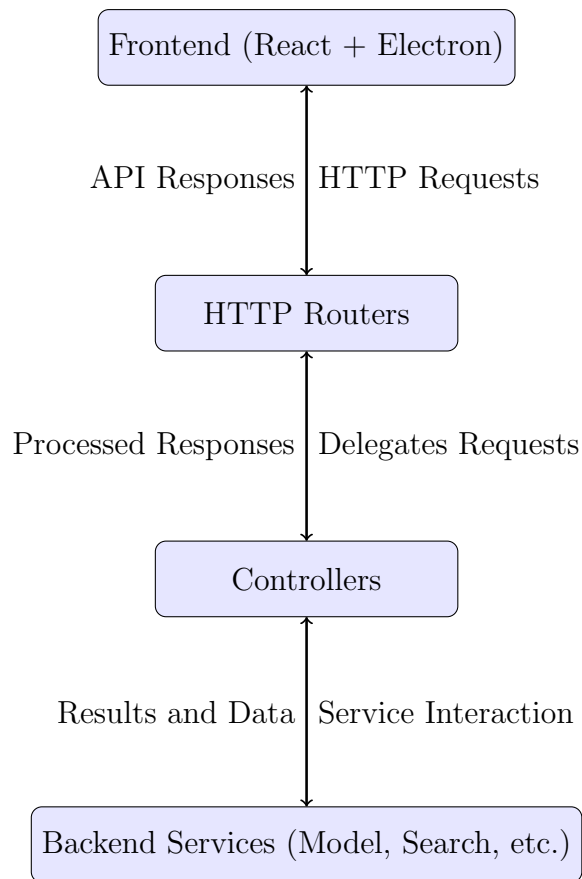 Frontend (React + Electron)
API Responses HTTP Requests
HTTP Routers
Processed Responses Delegates Requests
Controllers
Results and Data Service Interaction
Backend Services (Model, Search, etc.)